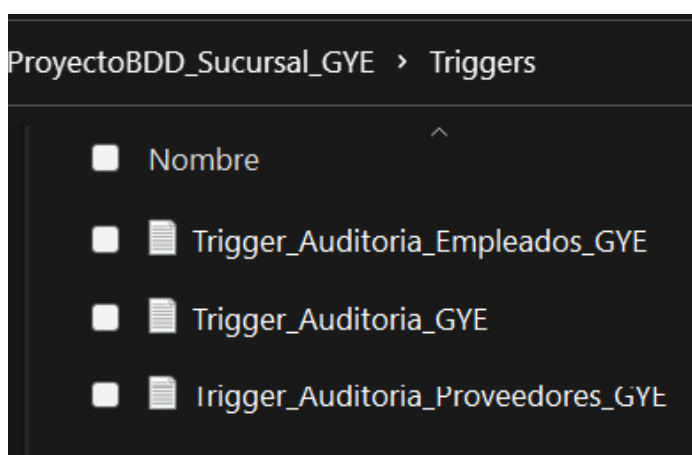 ProyectoBDD_Sucursal_GYE > Triggers
Nombre
Trigger_Auditoria_Empleados_GYE
Trigger_Auditoria_GYE
Trigger_Auditoria_Proveedores_GYE